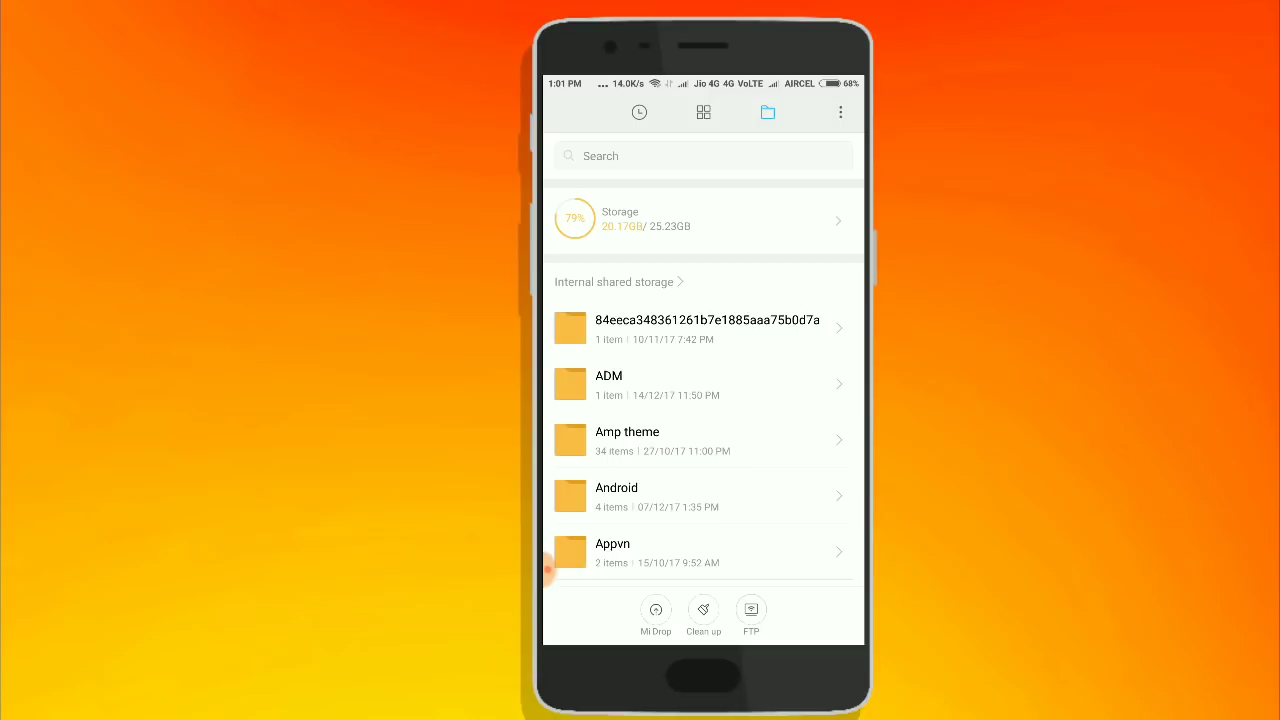 1:01 PM ... 14.0K/s Jio 4G 4G VoLTE AIRCEL 68%
Search
79%
Storage
20.17GB/ 25.23GB
Internal shared storage
84eeca348361261b7e1885aaa75b0d7a
1 item | 10/11/17 7:42 PM
ADM
1 item | 14/12/17 11:50 PM
Amp theme
34 items | 27/10/17 11:00 PM
Android
4 items | 07/12/17 1:35 PM
Appvn
2 items | 15/10/17 9:52 AM
Mi Drop
Clean up
FTP